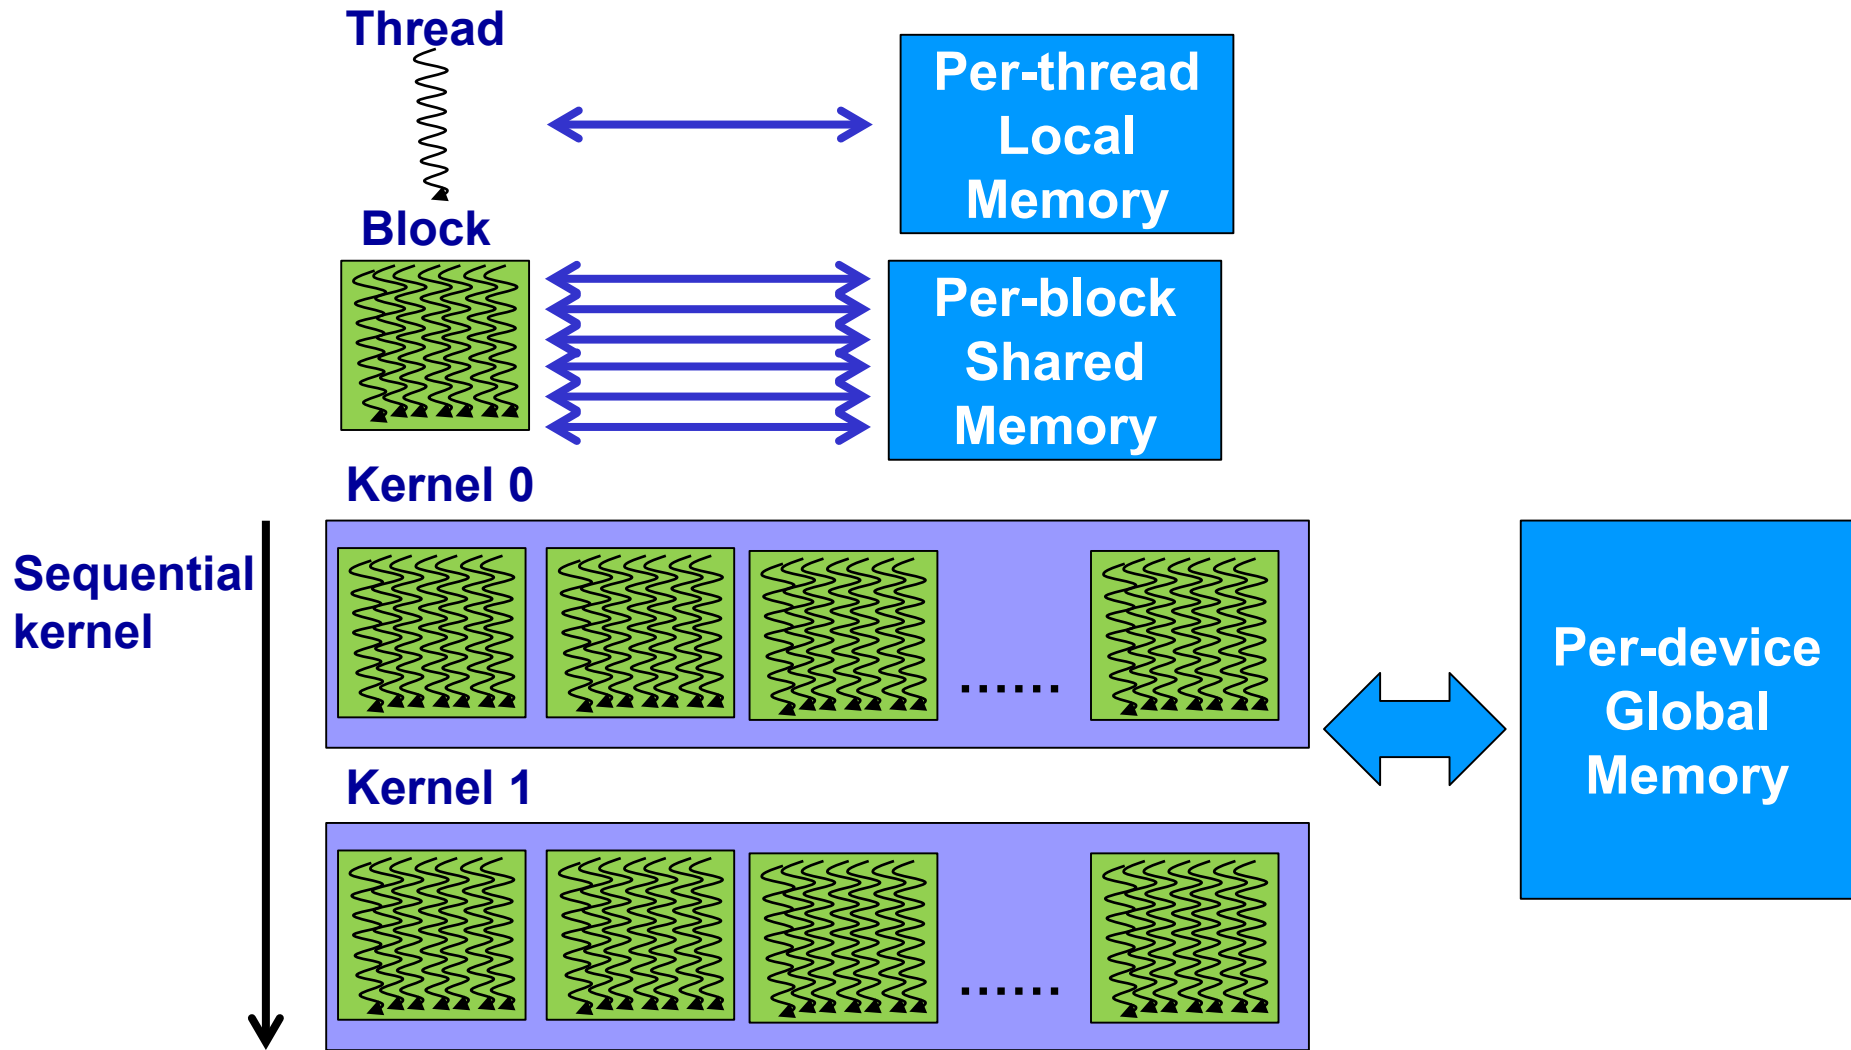 Thread
Per-thread
Local
Memory
Block
Per-block
Shared
Memory
Kernel 0
Sequential
kernel
......
Per-device
Global
Memory
Kernel 1
......